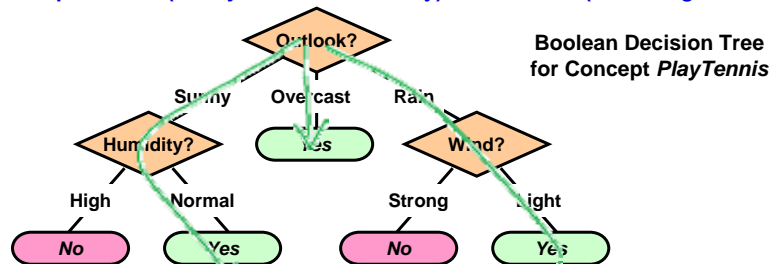 Outlook?
Boolean Decision Tree
for Concept PlayTennis
Sunny Overcast Rain
Humidity? Yes Wind?
High Normal Strong Light
No Yes No Yes